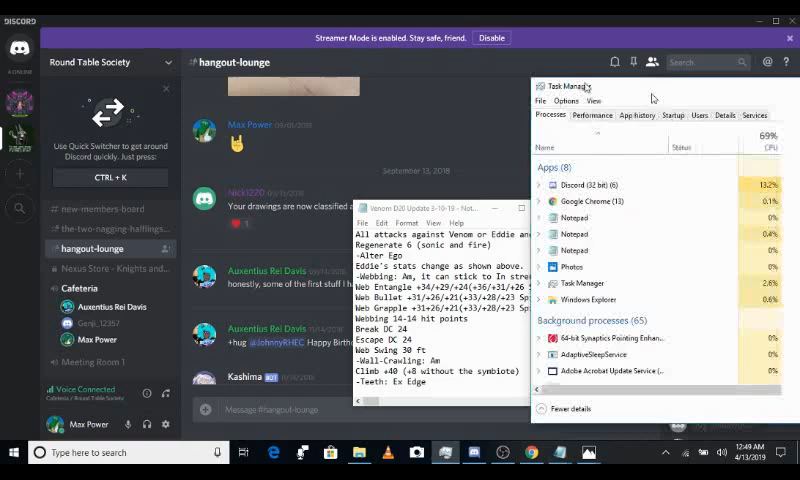 DISCORD
Streamer Mode is enabled. Stay safe, friend.
Disable
4 ONLINE
Round Table Society
#hangout-lounge
Search...
Use Quick Switcher to get
around Discord quickly. Just
press:
CTRL + K
new-members-board
the-two-nagging-halflings...
hangout-lounge
Nexus Store - Knights and
Cafeteria
Auxentius Rei Davis
Genji_12357
Max Power
Meeting Room 1
Voice Connected
Cafeteria / Round Table Society
Max Power
Max Power
September 13, 2018
Nick1220
Your drawings are now classified
1
Auxentius Rei Davis
honestly, some of the first stuff I
Auxentius Rei Davis
+hug @JohnnyRHEC Happy Birth
Kashima BOT
Message #hangout-lounge
Venom D20 Update 3-10-19 - Not...
File Edit Format View Help
All attacks against Venom or Eddie and
Regenerate 6 (sonic and fire)
-Alter Ego
Eddie's stats change as shown above.
-Webbing: Am, it can stick to In stre
Web Entangle +34/+29/+24(+36/+31/+26 S
Web Bullet +31/+26/+21(+33/+28/+23 Spi
Web Grapple +31/+26/+21(+33/+28/+23 Sp
Webbing 14-14 hit points
Break DC 24
Escape DC 24
Web Swing 30 ft
-Wall-Crawling: Am
Climb +40 (+8 without the symbiote)
-Teeth: Ex Edge
Task Manager
File Options View
Processes Performance App history Startup Users Details Services
69%
Name Status CPU
Apps (8)
Discord (32 bit) (6) 13.2%
Google Chrome (13) 0.1%
Notepad 0%
Notepad 0.4%
Notepad 0%
Photos 0%
Task Manager 2.6%
Windows Explorer 0.6%
Background processes (65)
64-bit Synaptics Pointing Enhan... 0%
AdaptiveSleepService 0%
Adobe Acrobat Update Service (... 0%
Fewer details
Type here to search
12:49 AM
4/13/2019